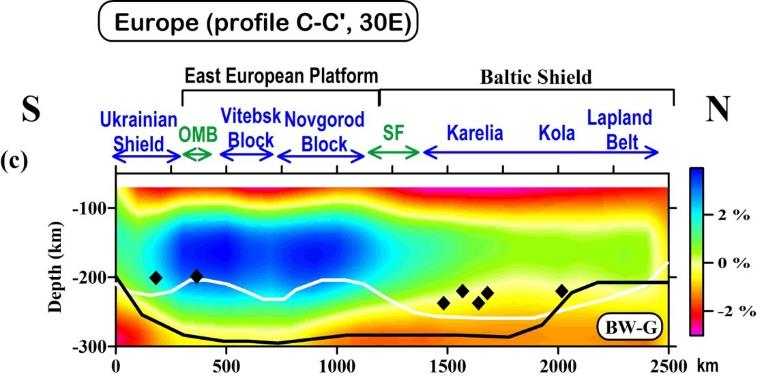 Europe (profile C-C', 30E)
East European Platform
Baltic Shield
S
N
Ukrainian
Shield
OMB
Vitebsk
Block
Novgorod
Block
SF
Karelia
Kola
Lapland
Belt
(c)
Depth (km)
-100
-200
-300
2 %
0 %
-2 %
BW-G
0
500
1000
1500
2000
2500 km